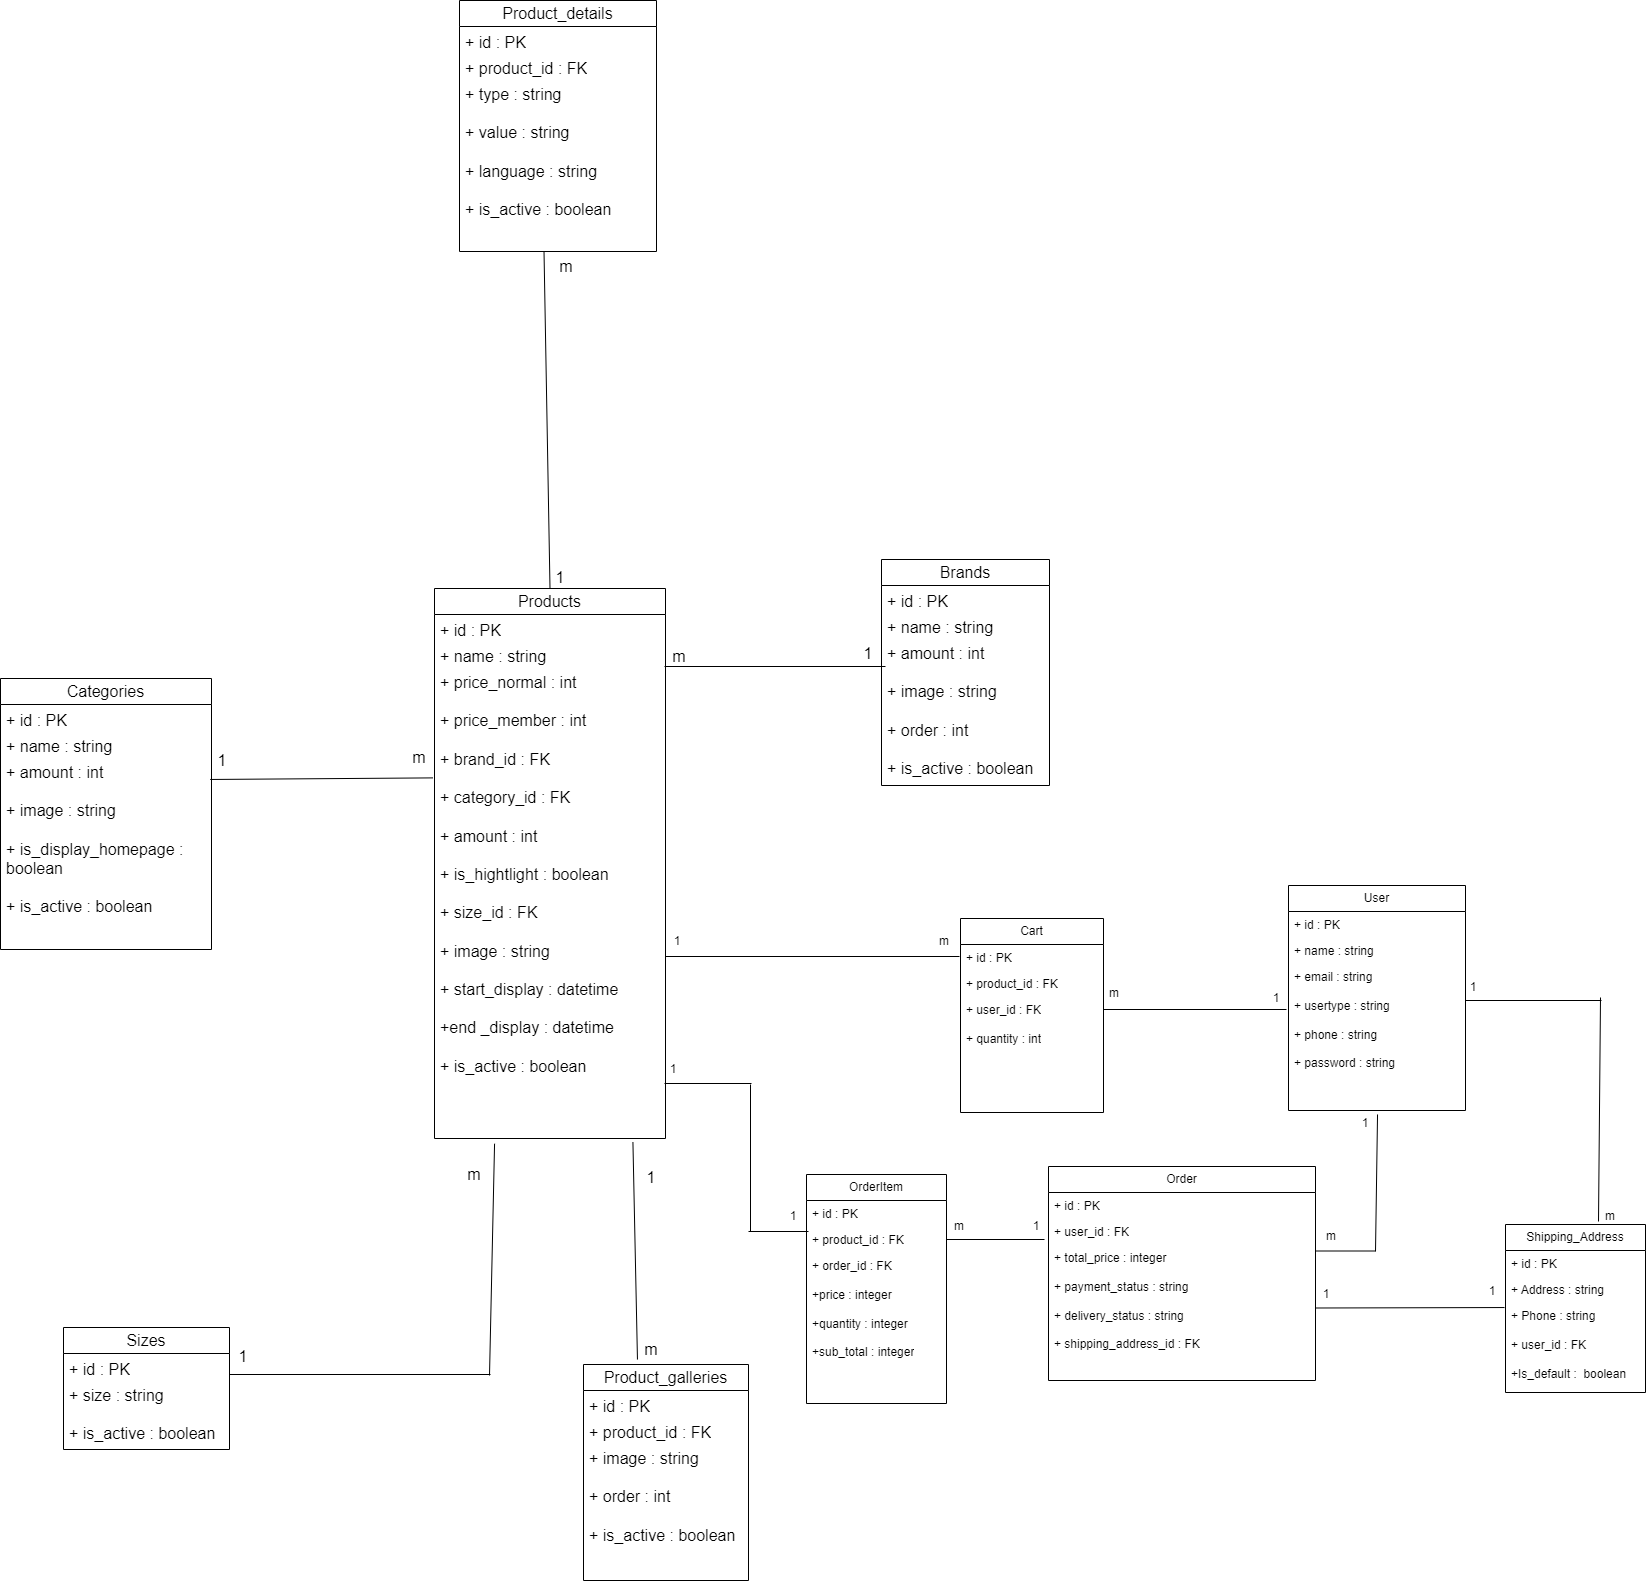 Product_details
+ id : PK
+ product_id : FK
+ type : string
+ value : string
+ language : string
+ is_active : boolean
m
1
Products
+ id : PK
+ name : string
+ price_normal : int
+ price_member : int
+ brand_id : FK
+ category_id : FK
+ amount : int
+ is_hightlight : boolean
+ size_id : FK
+ image : string
+ start_display : datetime
+end _display : datetime
+ is_active : boolean
m
1
Brands
+ id : PK
+ name : string
+ amount : int
+ image : string
+ order : int
+ is_active : boolean
Categories
+ id : PK
+ name : string
+ amount : int
+ image : string
+ is_display_homepage :
boolean
+ is_active : boolean
1
m
1
m
Cart
+ id : PK
+ product_id : FK
+ user_id : FK
+ quantity : int
m
1
User
+ id : PK
+ name : string
+ email : string
+ usertype : string
+ phone : string
+ password : string
1
m
1
m
1
1
OrderItem
+ id : PK
+ product_id : FK
+ order_id : FK
+price : integer
+quantity : integer
+sub_total : integer
m
1
Order
+ id : PK
+ user_id : FK
+ total_price : integer
+ payment_status : string
+ delivery_status : string
+ shipping_address_id : FK
1
1
Shipping_Address
+ id : PK
+ Address : string
+ Phone : string
+ user_id : FK
+Is_default :  boolean
m
1
Sizes
+ id : PK
+ size : string
+ is_active : boolean
1
m
Product_galleries
+ id : PK
+ product_id : FK
+ image : string
+ order : int
+ is_active : boolean